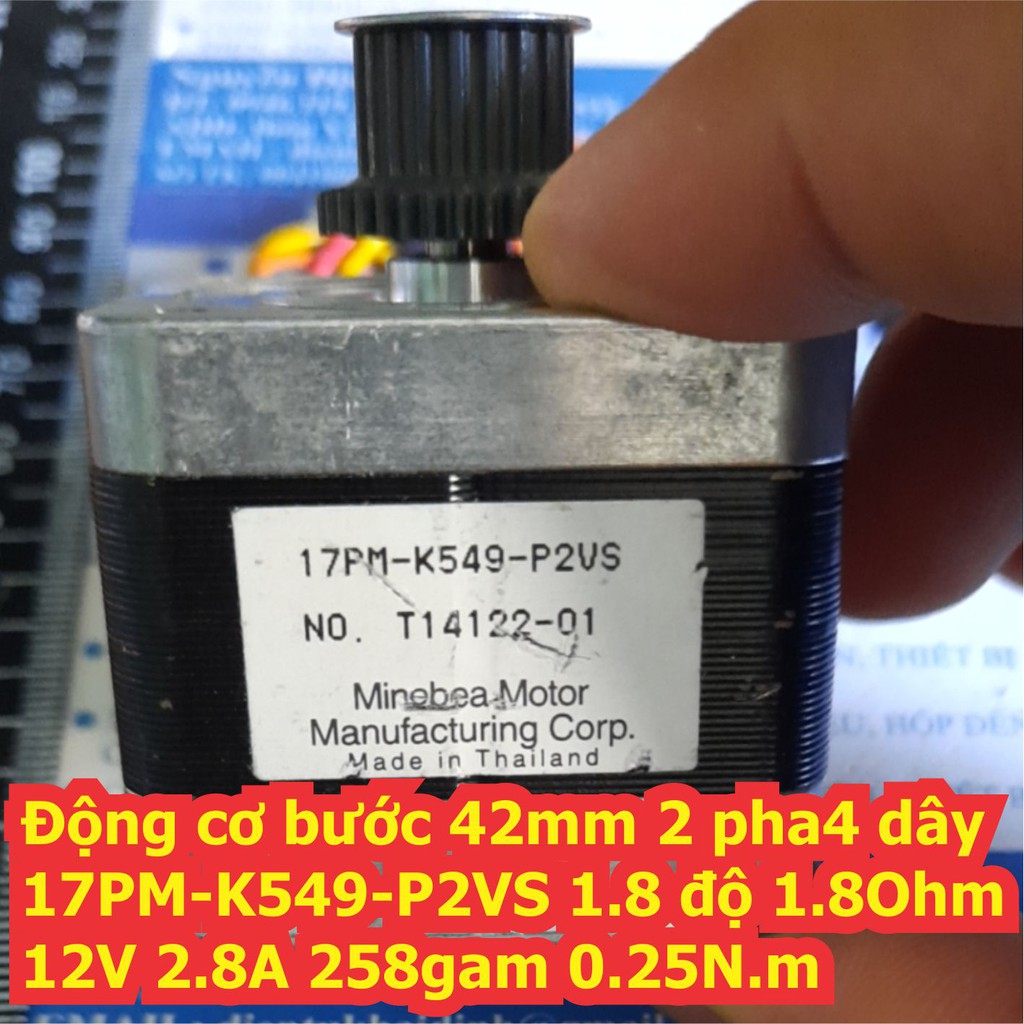 17PM-K549-P2VS
NO. T14122-01
Minebea-Motor
Manufacturing Corp.
Made in Thailand
Động cơ bước 42mm 2 pha4 dây
17PM-K549-P2VS 1.8 độ 1.8Ohm
12V 2.8A 258gam 0.25N.m